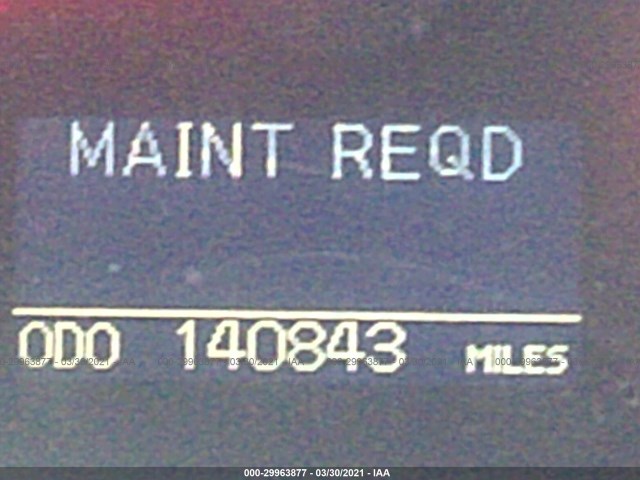 MAINT REQD
ODO 140843 MILES
000-29963877 - 03/30/2021 - IAA